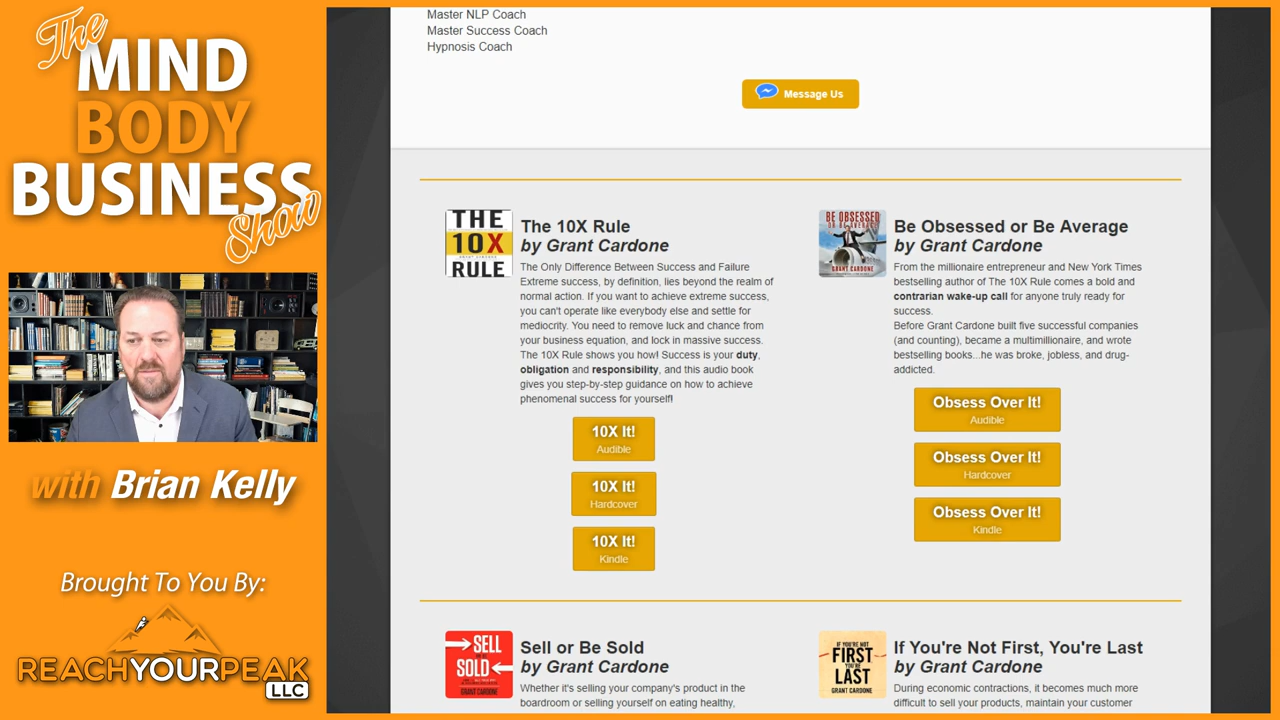 The
MIND
BODY
BUSINESS
Show
with Brian Kelly
Brought To You By:
REACHYOURPEAK
LLC
Master NLP Coach
Master Success Coach
Hypnosis Coach
Message Us
THE
10X
RULE
The 10X Rule
by Grant Cardone
The Only Difference Between Success and Failure
Extreme success, by definition, lies beyond the realm of
normal action. If you want to achieve extreme success,
you can't operate like everybody else and settle for
mediocrity. You need to remove luck and chance from
your business equation, and lock in massive success.
The 10X Rule shows you how! Success is your duty,
obligation and responsibility, and this audio book
gives you step-by-step guidance on how to achieve
phenomenal success for yourself!
10X It!
Audible
10X It!
Hardcover
10X It!
Kindle
BE OBSESSED
OR BE AVERAGE
GRANT CARDONE
Be Obsessed or Be Average
by Grant Cardone
From the millionaire entrepreneur and New York Times
bestselling author of The 10X Rule comes a bold and
contrarian wake-up call for anyone truly ready for
success.
Before Grant Cardone built five successful companies
(and counting), became a multimillionaire, and wrote
bestselling books...he was broke, jobless, and drug-
addicted.
Obsess Over It!
Audible
Obsess Over It!
Hardcover
Obsess Over It!
Kindle
SELL
OR BE
SOLD
GRANT CARDONE
Sell or Be Sold
by Grant Cardone
Whether it's selling your company's product in the
boardroom or selling yourself on eating healthy,
IF YOU'RE NOT
FIRST
YOU'RE
LAST
GRANT CARDONE
If You're Not First, You're Last
by Grant Cardone
During economic contractions, it becomes much more
difficult to sell your products, maintain your customer